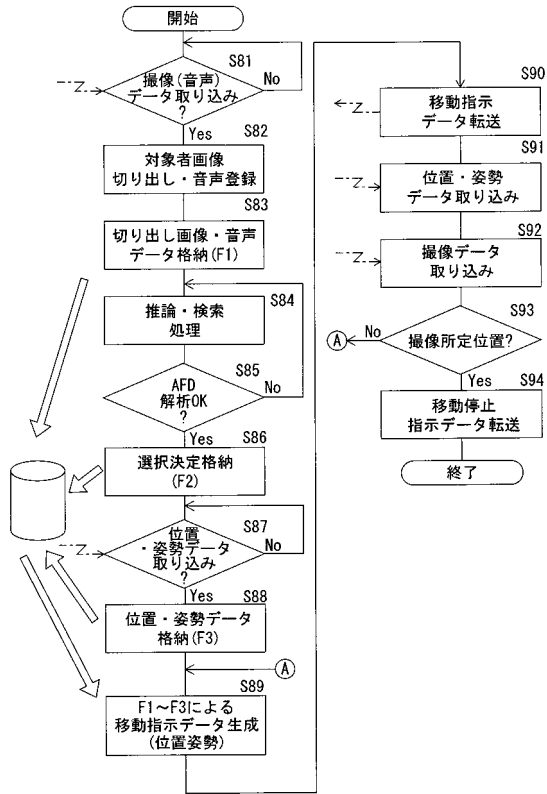 開始
S81
撮像(音声)
データ取り込み
?
No
Yes
S82
対象者画像
切り出し・音声登録
S83
切り出し画像・音声
データ格納(F1)
S84
推論・検索
処理
S85
AFD
解析OK
?
No
Yes
S86
選択決定格納
(F2)
S87
位置
・姿勢データ
取り込み
?
No
Yes
S88
位置・姿勢データ
格納(F3)
A
S89
F1～F3による
移動指示データ生成
(位置姿勢)
S90
移動指示
データ転送
S91
位置・姿勢
データ取り込み
S92
撮像データ
取り込み
S93
撮像所定位置?
No
A
Yes
S94
移動停止
指示データ転送
終了